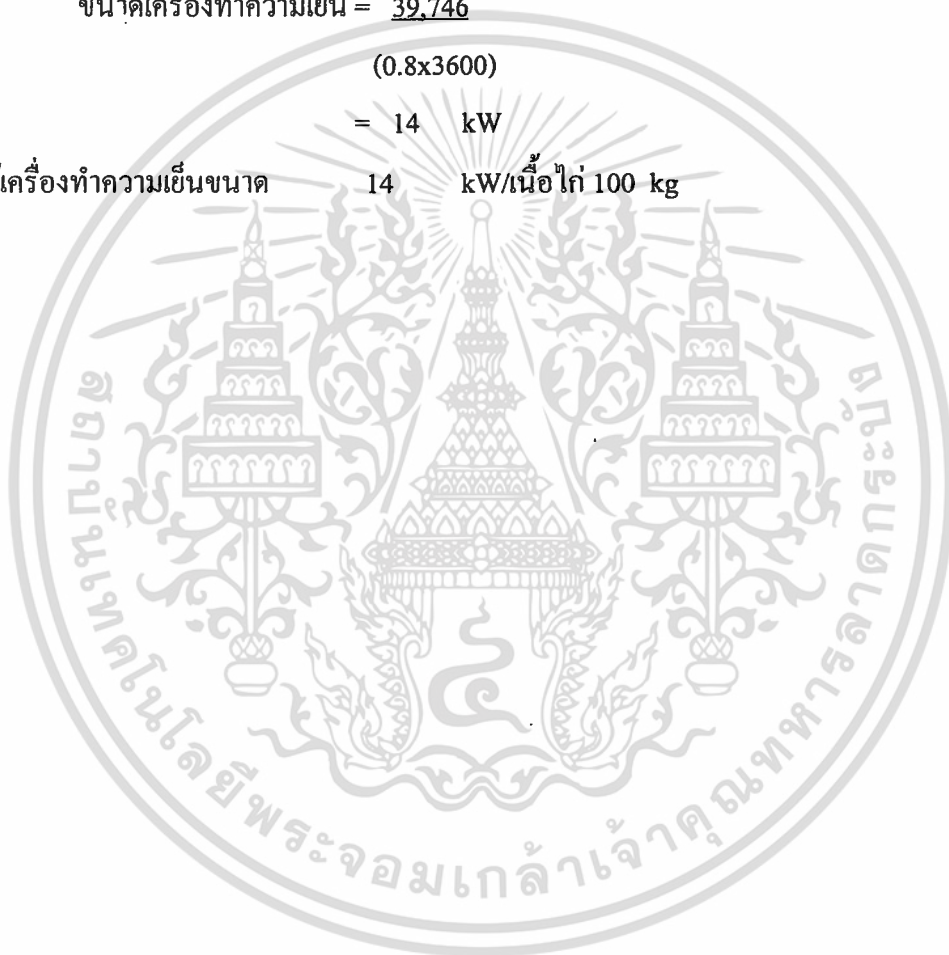 ขนาดเครื่องทำความเย็น = 39,746
(0.8x3600)
= 14 kW
เครื่องทำความเย็นขนาด 14 kW/เนื้อไก่ 100 kg
สถาบันเทคโนโลยีพระจอมเกล้าเจ้าคุณทหารลาดกระบัง